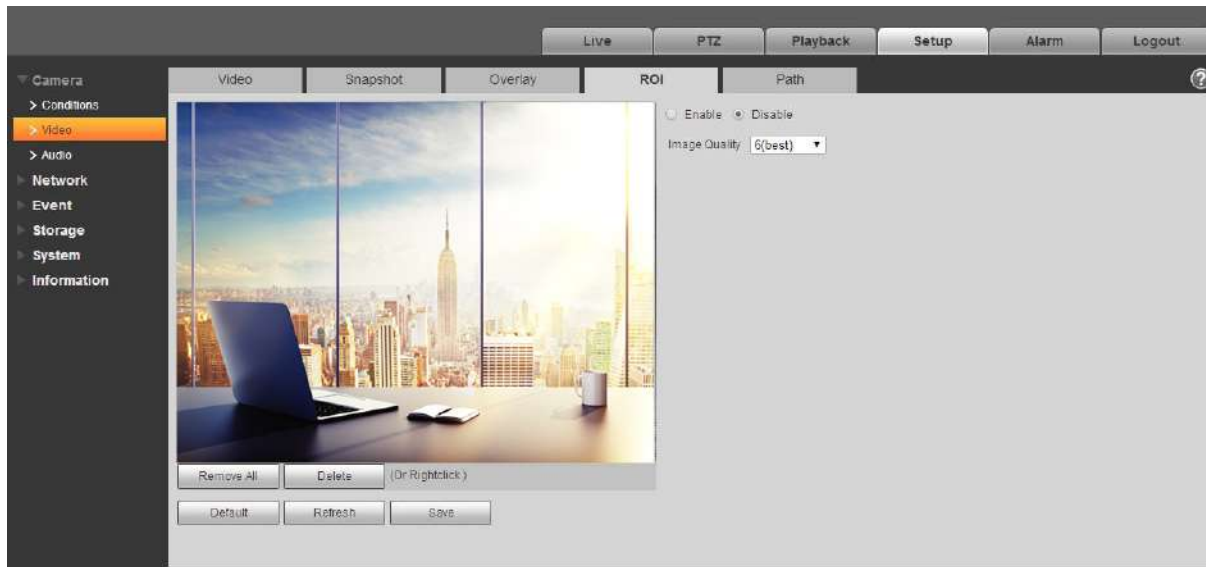 Live PTZ Playback Setup Alarm Logout
Camera
Video Snapshot Overlay ROI Path ?
> Conditions
> Video
> Audio
Network
Event
Storage
System
Information
Enable Disable
Image Quality 6(best)
Remove All Delete (Or Rightclick )
Default Refresh Save